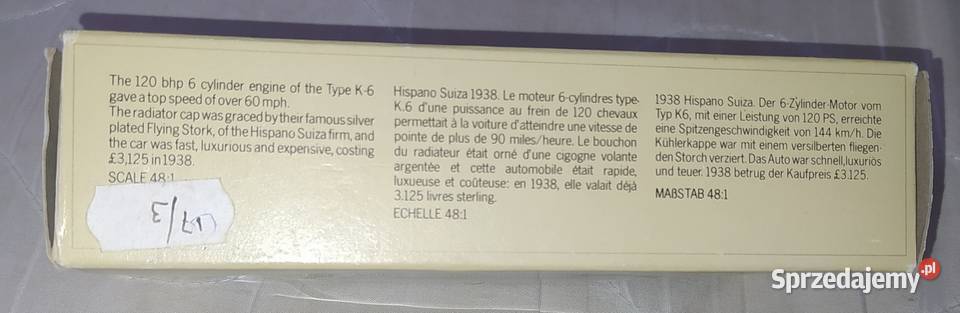 The 120 bhp 6 cylinder engine of the Type K-6
gave a top speed of over 60 mph.
The radiator cap was graced by their famous silver
plated Flying Stork, of the Hispano Suiza firm, and
the car was fast, luxurious and expensive, costing
£3,125 in 1938.
SCALE 48:1
Hispano Suiza 1938. Le moteur 6-cylindres type-
K.6 d'une puissance au frein de 120 chevaux
permettait à la voiture d'atteindre une vitesse de
pointe de plus de 90 miles/heure. Le bouchon
du radiateur était orné d'une cigogne volante
argentée et cette automobile était rapide,
luxueuse et coûteuse: en 1938, elle valait déjà
3.125 livres sterling.
ECHELLE 48:1
1938 Hispano Suiza. Der 6-Zylinder-Motor vom
Typ K6, mit einer Leistung von 120 PS, erreichte
eine Spitzengeschwindigkeit von 144 km/h. Die
Kühlerkappe war mit einem versilberten fliegen-
den Storch verziert. Das Auto war schnell, luxuriös
und teuer. 1938 betrug der Kaufpreis £3.125.
MABSTAB 48:1
Sprzedajemy.pl